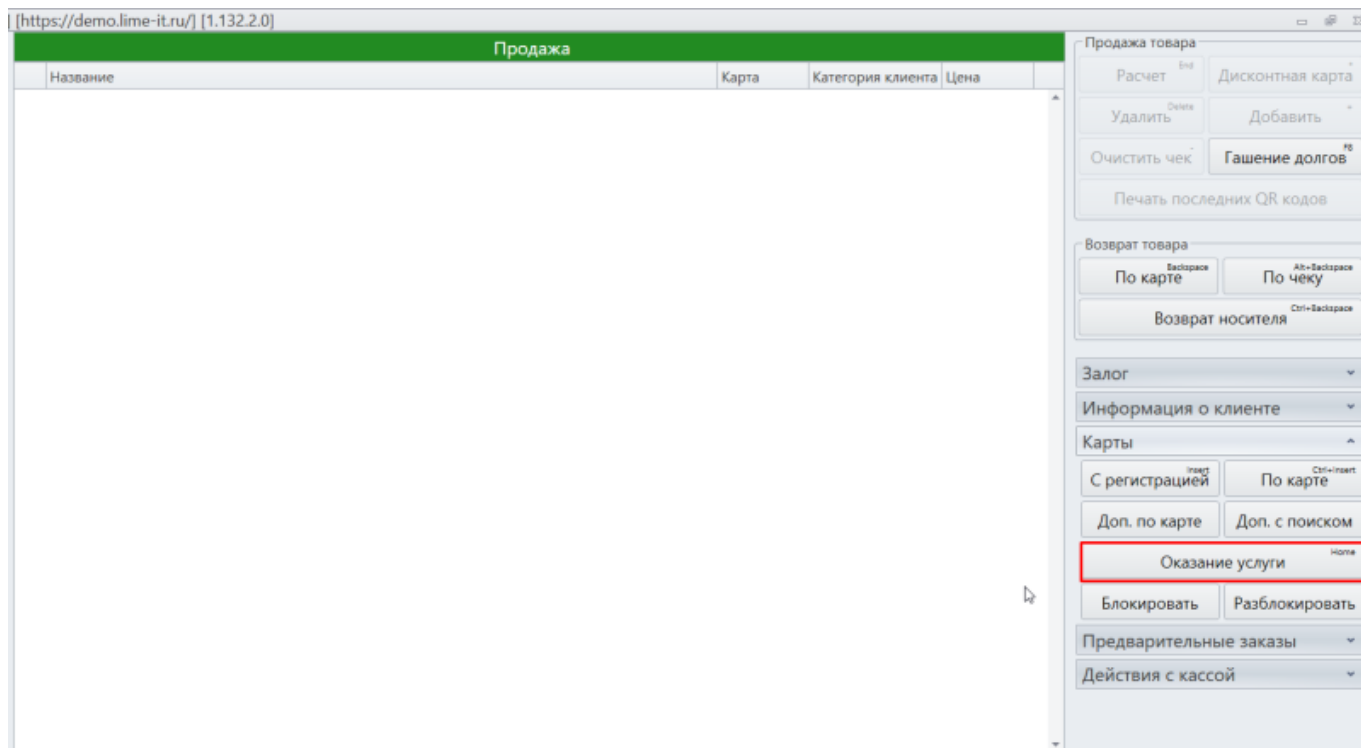 ] [https://demo.lime-it.ru/] [1.132.2.0]
Продажа
Название Карта Категория клиента Цена
Продажа товара
Расчет End Дисконтная карта *
Удалить Delete Добавить +
Очистить чек - Гашение долгов F8
Печать последних QR кодов
Возврат товара
По карте Backspace По чеку Alt+Backspace
Возврат носителя Ctrl+Backspace
Залог
Информация о клиенте
Карты
С регистрацией Insert По карте Ctrl+Insert
Доп. по карте Доп. с поиском
Оказание услуги Home
Блокировать Разблокировать
Предварительные заказы
Действия с кассой